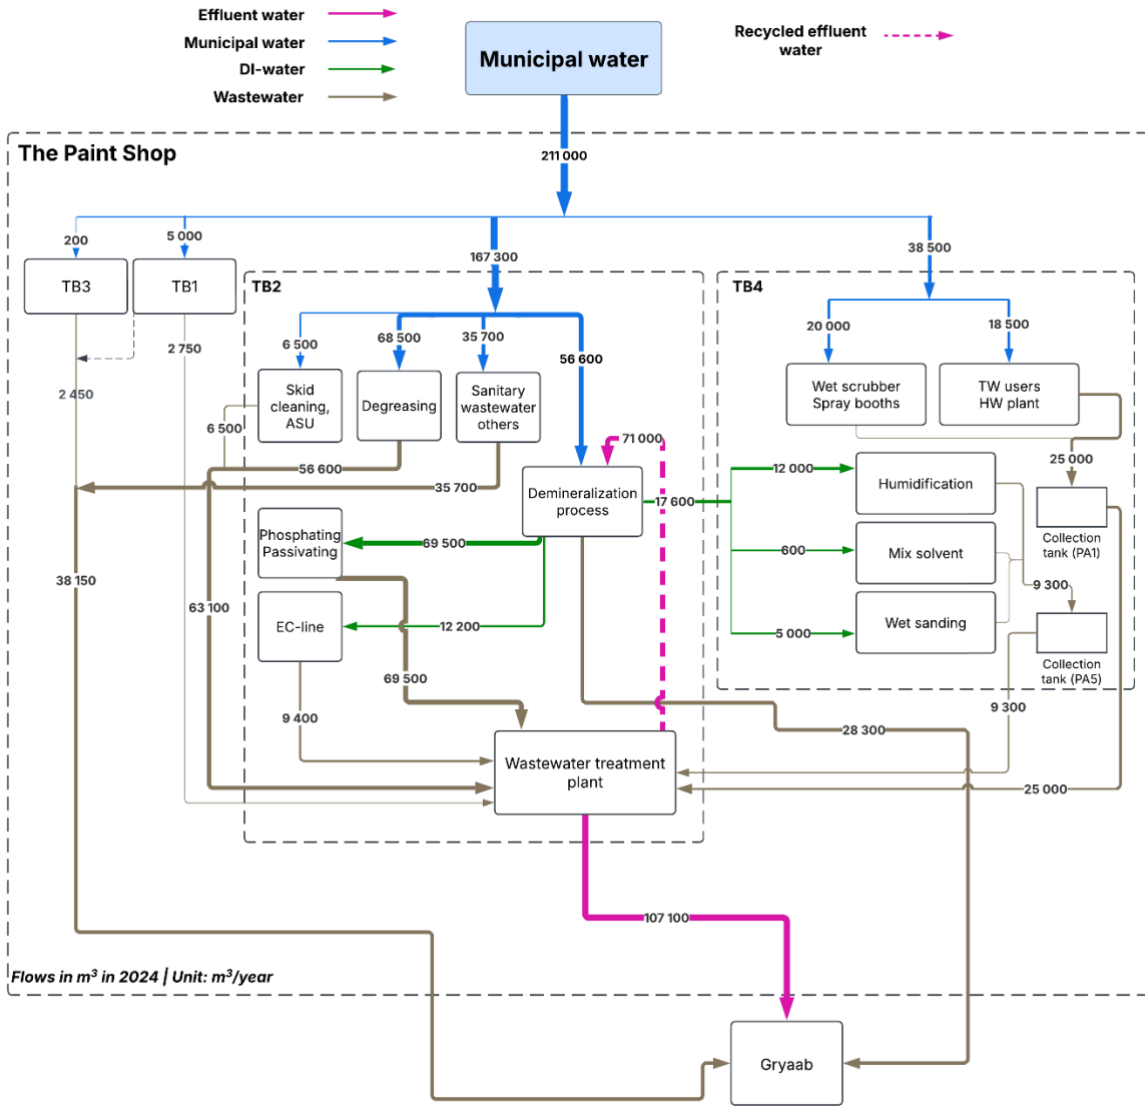 Effluent water
Municipal water
DI-water
Wastewater
Municipal water
Recycled effluent
water
The Paint Shop
211 000
200
5 000
167 300
38 500
TB3
TB1
TB2
TB4
6 500
68 500
35 700
56 600
20 000
18 500
2 750
2 450
Skid
cleaning,
ASU
Degreasing
Sanitary
wastewater
others
Wet scrubber
Spray booths
TW users
HW plant
6 500
71 000
56 600
35 700
25 000
Demineralization
process
17 600
12 000
Humidification
Collection
tank (PA1)
Phosphating
Passivating
69 500
600
Mix solvent
38 150
63 100
9 300
EC-line
12 200
5 000
Wet sanding
Collection
tank (PA5)
69 500
9 400
9 300
28 300
Wastewater treatment
plant
25 000
107 100
Flows in m³ in 2024 | Unit: m³/year
Gryaab